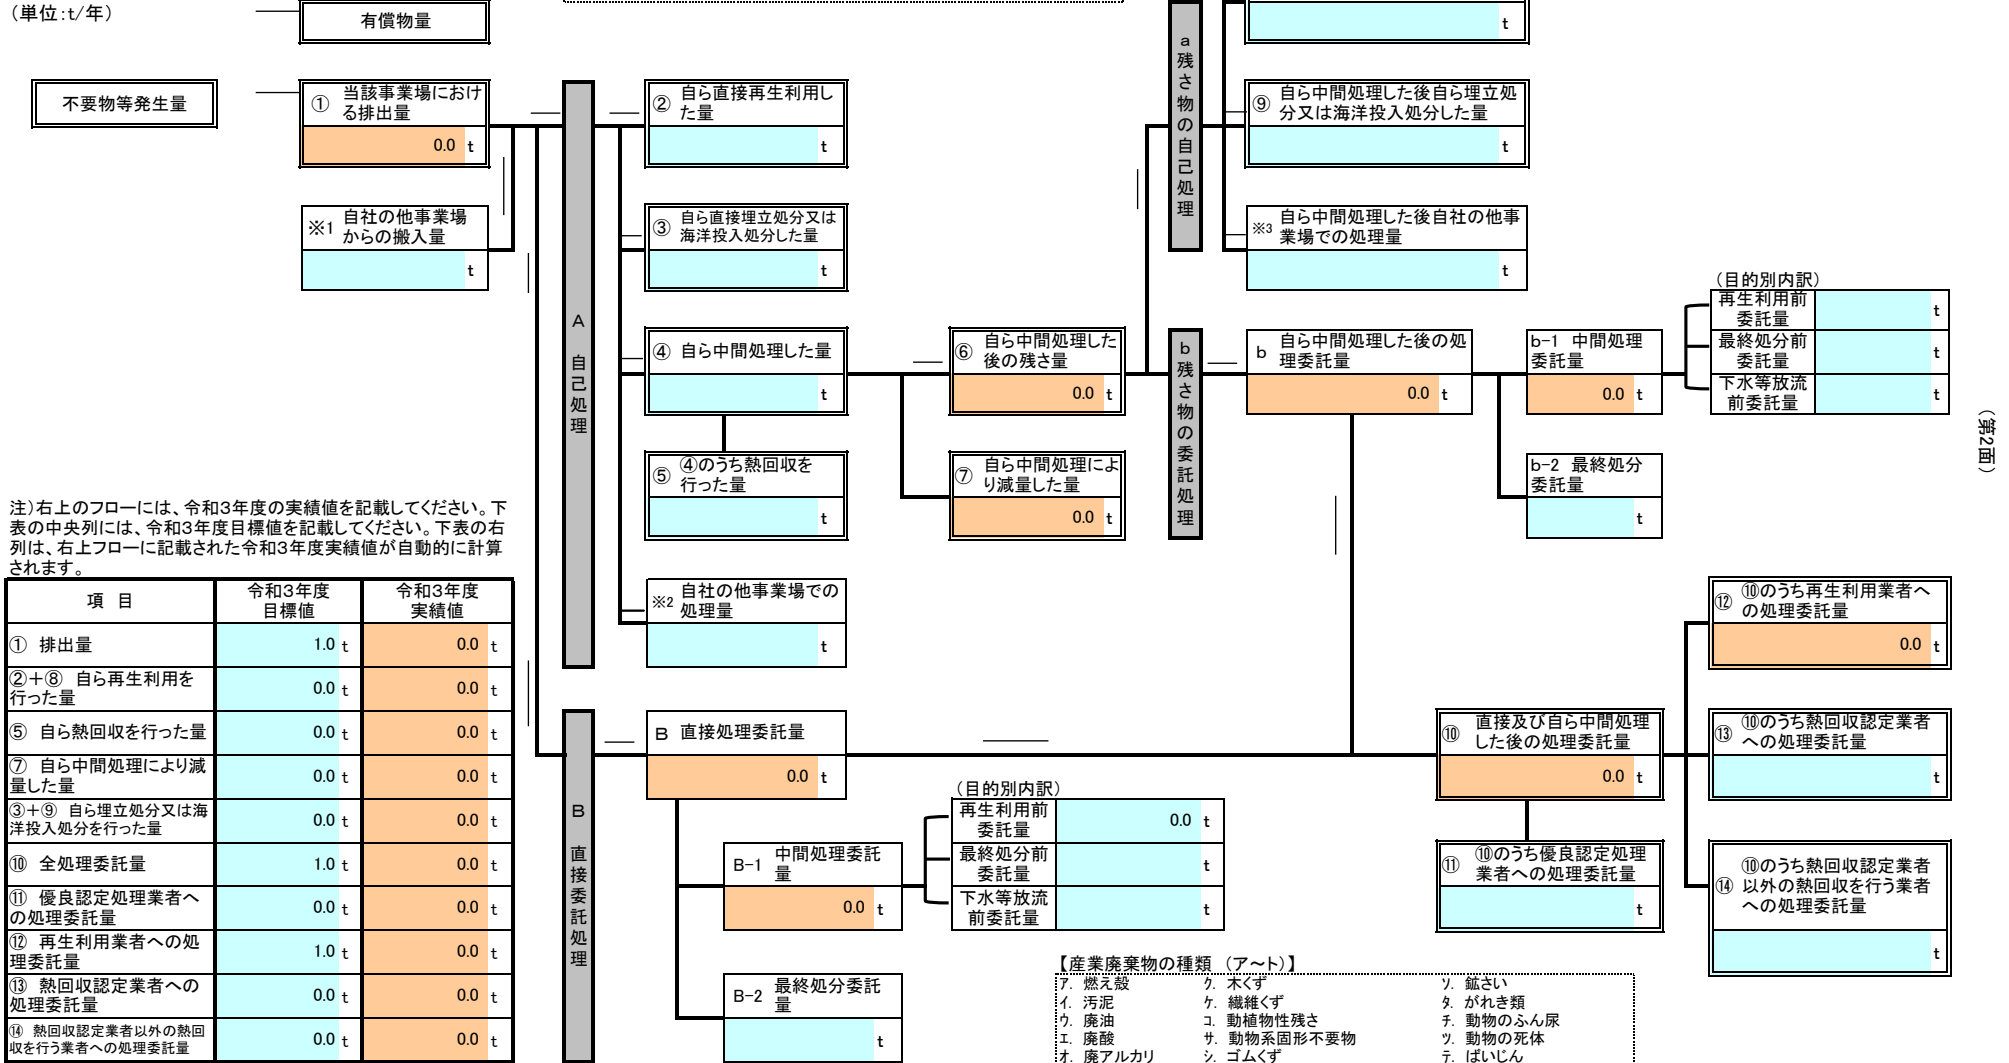 （単位：t/年）
有償物量
t
不要物等発生量
① 当該事業場におけ
る排出量
0.0 t
※1 自社の他事業場
からの搬入量
t
A 自己処理
② 自ら直接再生利用し
た量
t
③ 自ら直接埋立処分又は
海洋投入処分した量
t
④ 自ら中間処理した量
t
⑤ ④のうち熱回収を
行った量
t
※2 自社の他事業場での
処理量
t
⑥ 自ら中間処理した
後の残さ量
0.0 t
⑦ 自ら中間処理によ
り減量した量
0.0 t
a 残さ物の自己処理
⑨ 自ら中間処理した後自ら埋立処
分又は海洋投入処分した量
t
※3 自ら中間処理した後自社の他事
業場での処理量
t
b 残さ物の委託処理
b 自ら中間処理した後の処
理委託量
0.0 t
b-1 中間処理
委託量
0.0 t
（目的別内訳）
再生利用前
委託量
t
最終処分前
委託量
t
下水等放流
前委託量
t
b-2 最終処分
委託量
t
（第2面）
注）右上のフローには、令和3年度の実績値を記載してください。下
表の中央列には、令和3年度目標値を記載してください。下表の右
列は、右上フローに記載された令和3年度実績値が自動的に計算
されます。
項 目
令和3年度
目標値
令和3年度
実績値
① 排出量 1.0 t 0.0 t
②＋⑧ 自ら再生利用を
行った量 0.0 t 0.0 t
⑤ 自ら熱回収を行った量 0.0 t 0.0 t
⑦ 自ら中間処理により減
量した量 0.0 t 0.0 t
③＋⑨ 自ら埋立処分又は海
洋投入処分を行った量 0.0 t 0.0 t
⑩ 全処理委託量 1.0 t 0.0 t
⑪ 優良認定処理業者へ
の処理委託量 0.0 t 0.0 t
⑫ 再生利用業者への処
理委託量 1.0 t 0.0 t
⑬ 熱回収認定業者への
処理委託量 0.0 t 0.0 t
⑭ 熱回収認定業者以外の熱回
収を行う業者への処理委託量 0.0 t 0.0 t
B 直接委託処理
B 直接処理委託量
0.0 t
B-1 中間処理委託
量
0.0 t
（目的別内訳）
再生利用前
委託量
0.0 t
最終処分前
委託量
t
下水等放流
前委託量
t
B-2 最終処分委託
量
t
⑩ 直接及び自ら中間処理
した後の処理委託量
0.0 t
⑪ ⑩のうち優良認定処理
業者への処理委託量
t
⑫ ⑩のうち再生利用業者へ
の処理委託量
0.0 t
⑬ ⑩のうち熱回収認定業者
への処理委託量
t
⑭ ⑩のうち熱回収認定業者
以外の熱回収を行う業者
への処理委託量
t
【産業廃棄物の種類 （ア～ト）】
ア. 燃え殻 ク. 木くず ソ. 鉱さい
イ. 汚泥 ケ. 繊維くず タ. がれき類
ウ. 廃油 コ. 動植物性残さ チ. 動物のふん尿
エ. 廃酸 サ. 動物系固形不要物 ツ. 動物の死体
オ. 廃アルカリ シ. ゴムくず テ. ばいじん